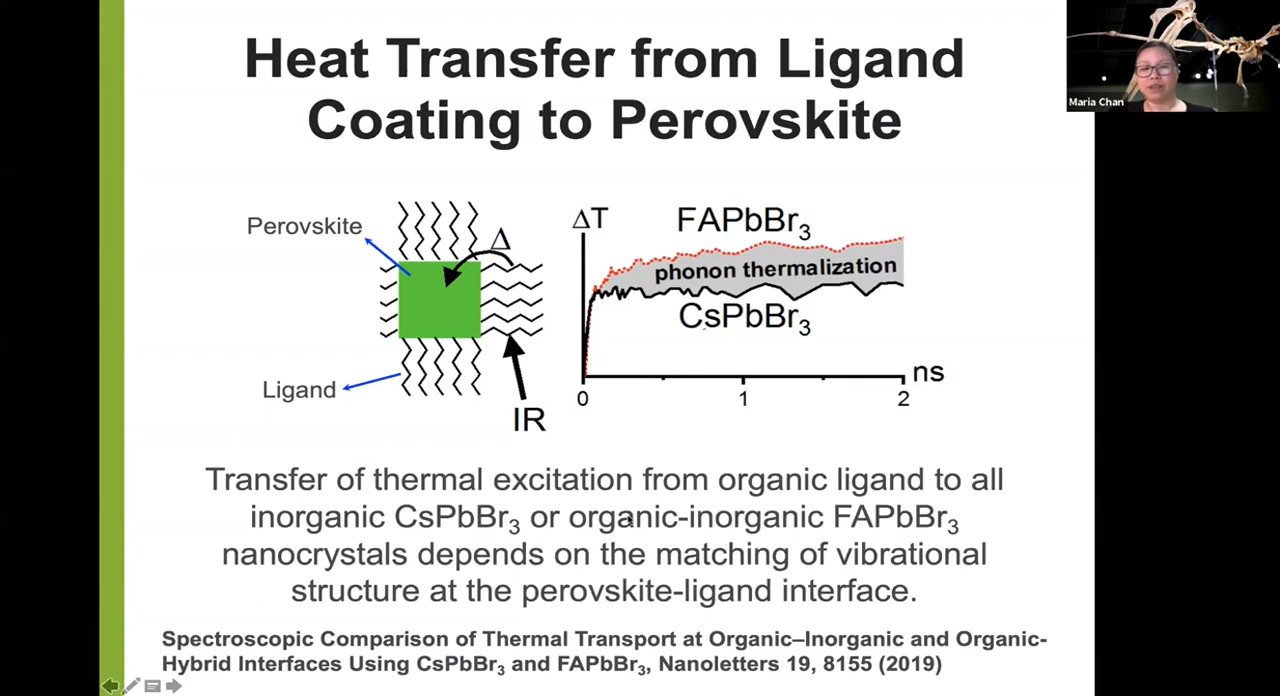 Heat Transfer from Ligand
Coating to Perovskite
Maria Chan
Perovskite
Δ
Ligand
IR
ΔT
FAPbBr₃
phonon thermalization
CsPbBr₃
ns
0 1 2
Transfer of thermal excitation from organic ligand to all
inorganic CsPbBr₃ or organic-inorganic FAPbBr₃
nanocrystals depends on the matching of vibrational
structure at the perovskite-ligand interface.
Spectroscopic Comparison of Thermal Transport at Organic–Inorganic and Organic-
Hybrid Interfaces Using CsPbBr₃ and FAPbBr₃, Nanoletters 19, 8155 (2019)